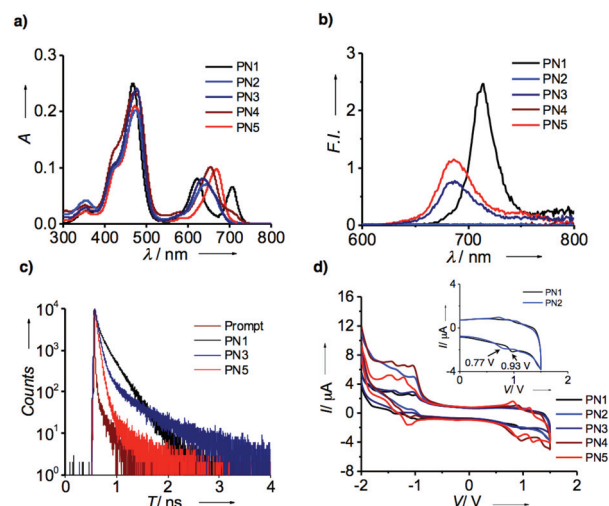 a)
0.3
0.2
0.1
0.0
A
300 400 500 600 700 800
λ / nm
PN1
PN2
PN3
PN4
PN5
b)
3
2
1
0
F.I.
600 700 800
λ / nm
PN1
PN2
PN3
PN4
PN5
c)
10⁴
10³
10²
10¹
10⁰
Counts
0 1 2 3 4
T/ ns
Prompt
PN1
PN3
PN5
d)
16
12
8
4
0
-4
-8
I/ μA
-2 -1 0 1 2
V/ V
PN1
PN2
PN3
PN4
PN5
PN1
PN2
4
0
-4
I/ μA
0 1 2
V/ V
0.77 V
0.93 V